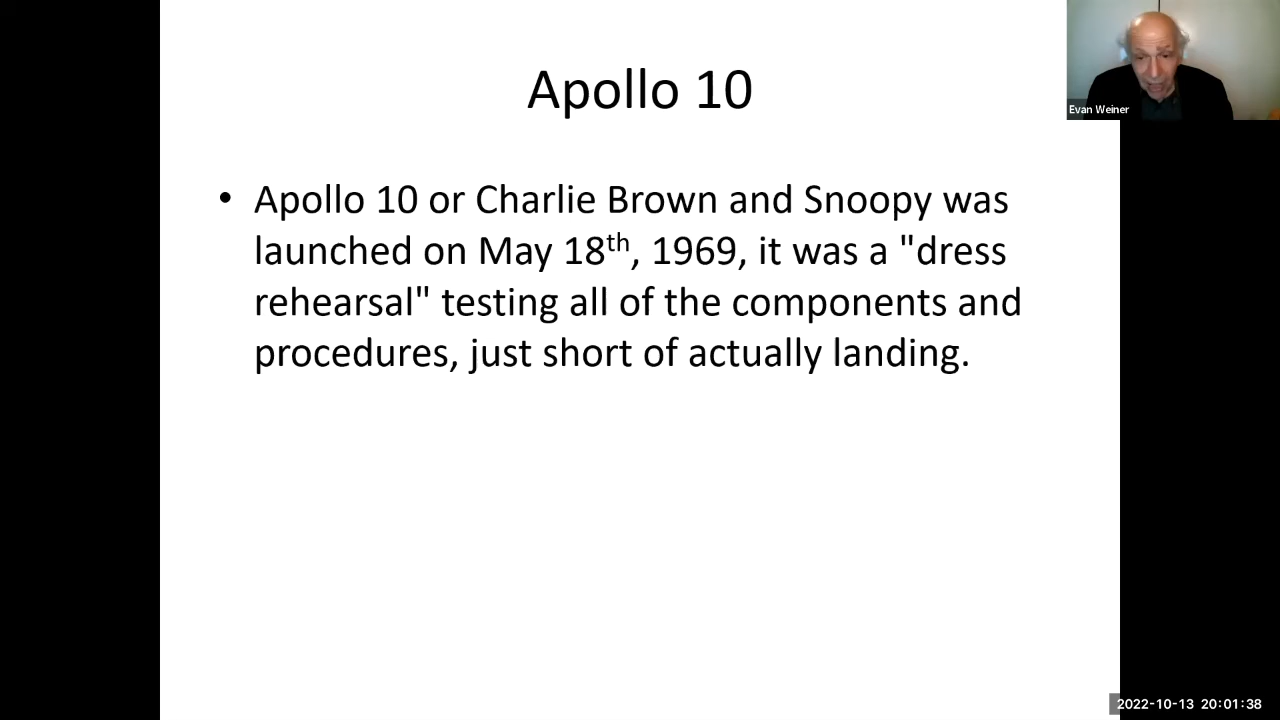 Apollo 10
Evan Weiner
• Apollo 10 or Charlie Brown and Snoopy was
launched on May 18th, 1969, it was a "dress
rehearsal" testing all of the components and
procedures, just short of actually landing.
2022-10-13 20:01:38